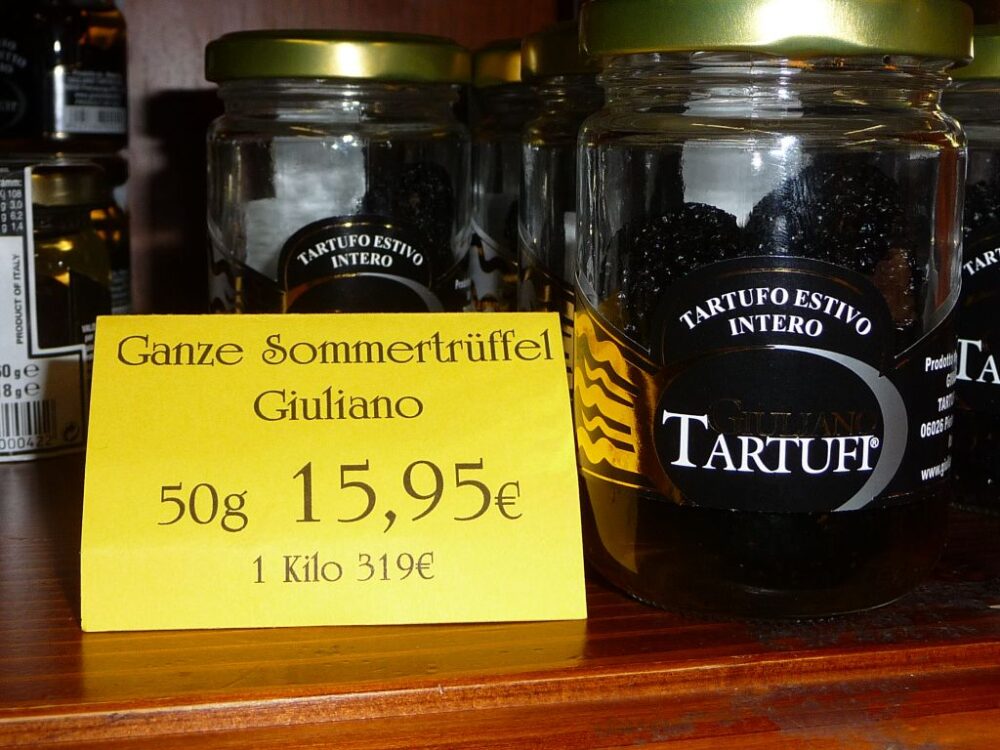 Ganze Sommertrüffel
Giuliano
50g 15,95€
1 Kilo 319€
TARTUFO ESTIVO
INTERO
TARTUFO ESTIVO
INTERO
GIULIANO
TARTUFI®
PRODUCT OF ITALY